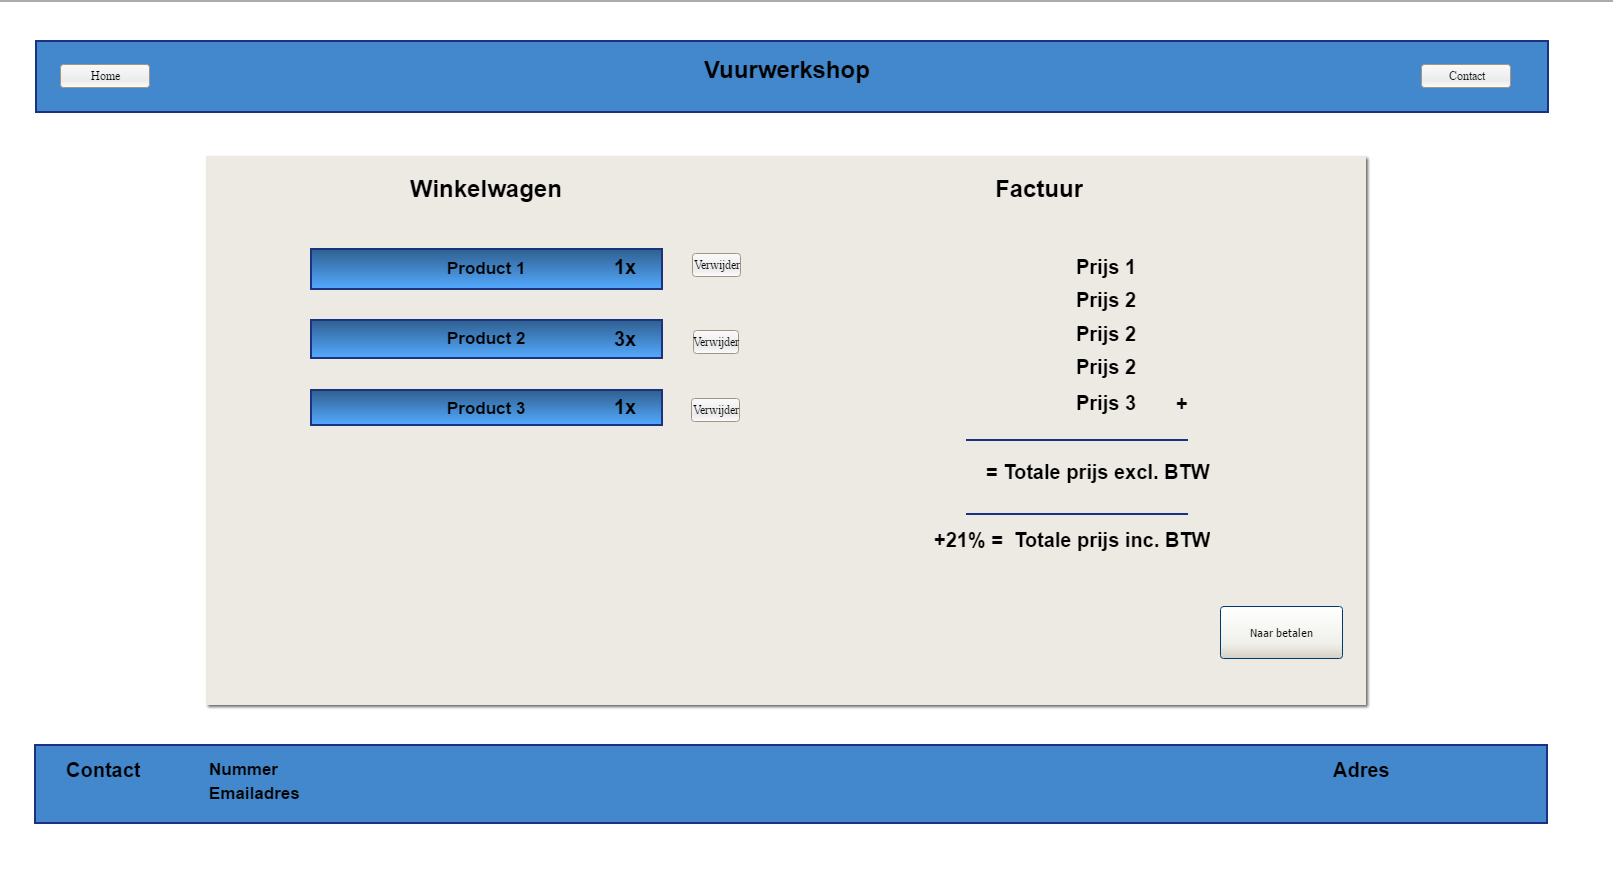 Home
Vuurwerkshop
Contact
Winkelwagen
Factuur
Product 1 1x
Verwijder
Product 2 3x
Verwijder
Product 3 1x
Verwijder
Prijs 1
Prijs 2
Prijs 2
Prijs 2
Prijs 3 +
= Totale prijs excl. BTW
+21% = Totale prijs inc. BTW
Naar betalen
Contact
Nummer
Emailadres
Adres